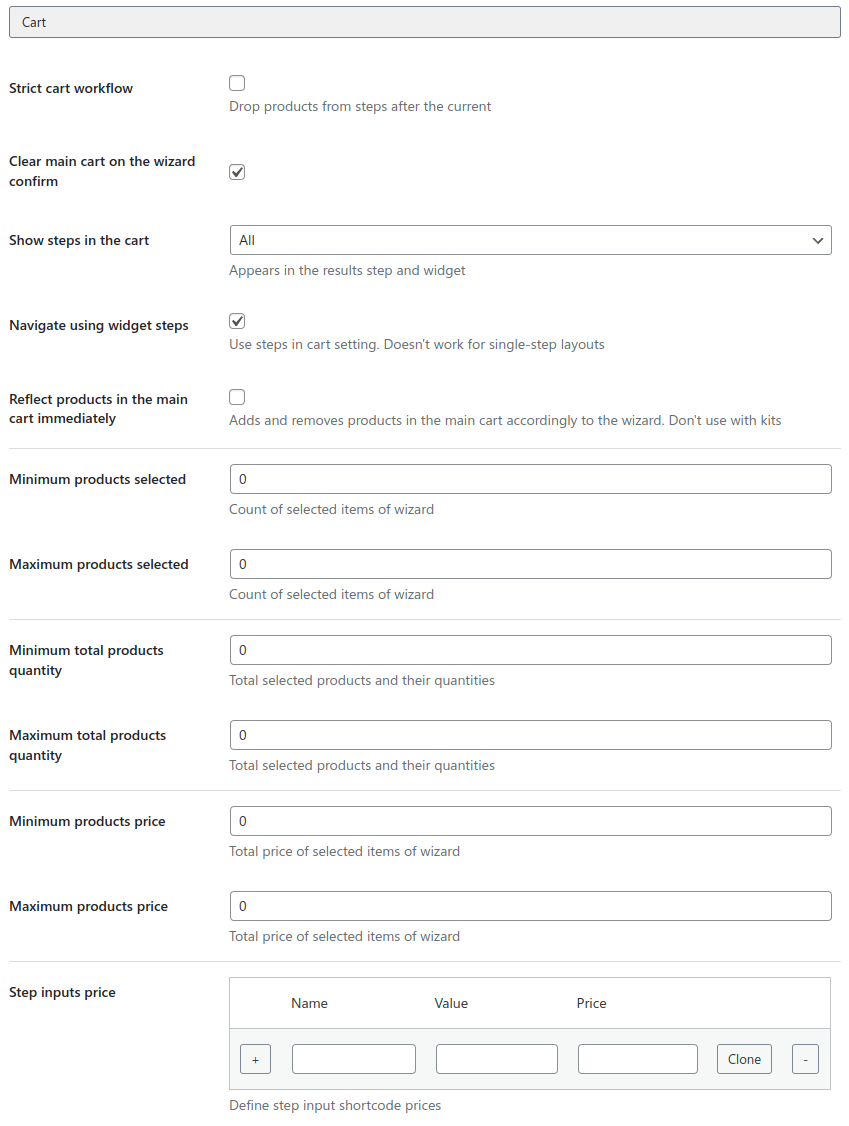 Cart
Strict cart workflow
Drop products from steps after the current
Clear main cart on the wizard
confirm
Show steps in the cart
All
Appears in the results step and widget
Navigate using widget steps
Use steps in cart setting. Doesn't work for single-step layouts
Reflect products in the main
cart immediately
Adds and removes products in the main cart accordingly to the wizard. Don't use with kits
Minimum products selected
0
Count of selected items of wizard
Maximum products selected
0
Count of selected items of wizard
Minimum total products
quantity
0
Total selected products and their quantities
Maximum total products
quantity
0
Total selected products and their quantities
Minimum products price
0
Total price of selected items of wizard
Maximum products price
0
Total price of selected items of wizard
Step inputs price
Name Value Price
+ Clone -
Define step input shortcode prices